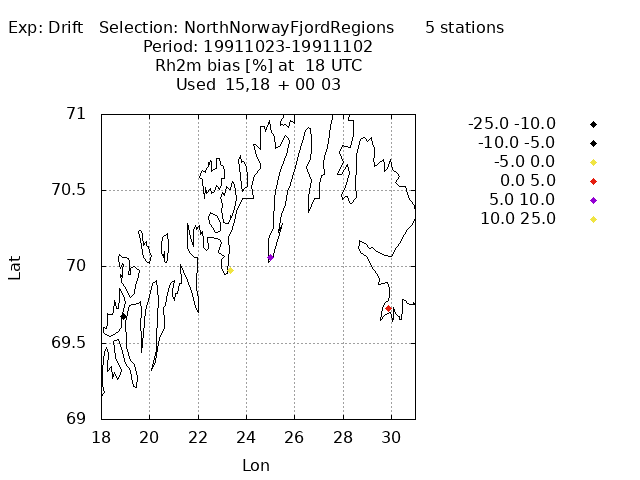 Exp: Drift Selection: NorthNorwayFjordRegions 5 stations
Period: 19911023-19911102
Rh2m bias [%] at 18 UTC
Used 15,18 + 00 03
-25.0 -10.0
-10.0 -5.0
-5.0 0.0
0.0 5.0
5.0 10.0
10.0 25.0
71
70.5
70
69.5
69
Lat
18 20 22 24 26 28 30
Lon